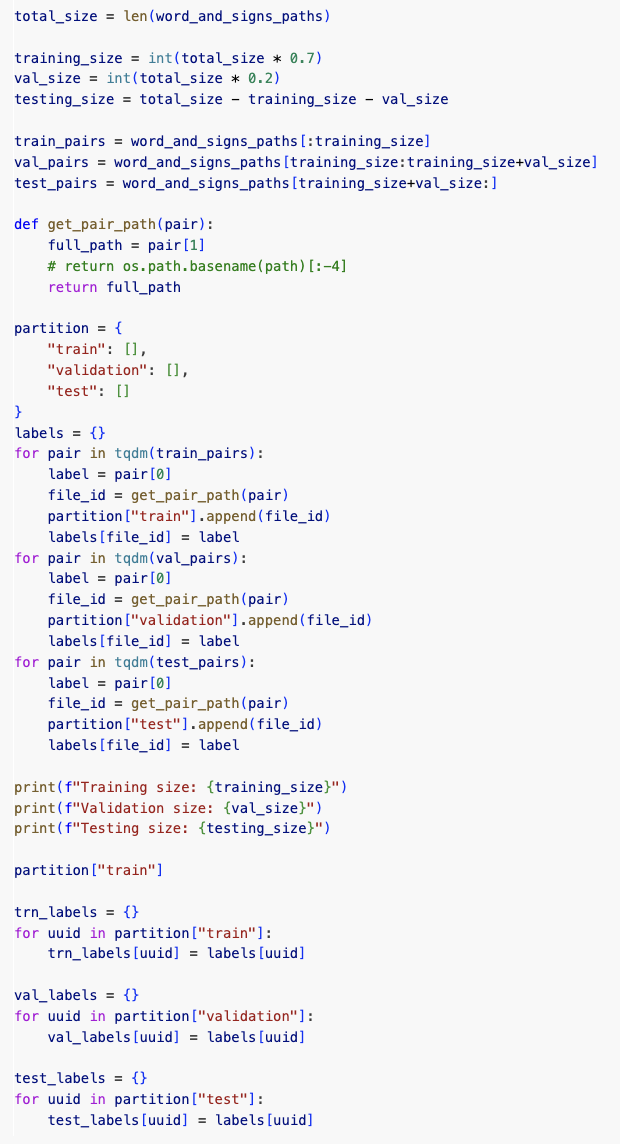 total_size = len(word_and_signs_paths)

training_size = int(total_size * 0.7)
val_size = int(total_size * 0.2)
testing_size = total_size - training_size - val_size

train_pairs = word_and_signs_paths[:training_size]
val_pairs = word_and_signs_paths[training_size:training_size+val_size]
test_pairs = word_and_signs_paths[training_size+val_size:]

def get_pair_path(pair):
    full_path = pair[1]
    # return os.path.basename(path)[:-4]
    return full_path

partition = {
    "train": [],
    "validation": [],
    "test": []
}
labels = {}
for pair in tqdm(train_pairs):
    label = pair[0]
    file_id = get_pair_path(pair)
    partition["train"].append(file_id)
    labels[file_id] = label
for pair in tqdm(val_pairs):
    label = pair[0]
    file_id = get_pair_path(pair)
    partition["validation"].append(file_id)
    labels[file_id] = label
for pair in tqdm(test_pairs):
    label = pair[0]
    file_id = get_pair_path(pair)
    partition["test"].append(file_id)
    labels[file_id] = label

print(f"Training size: {training_size}")
print(f"Validation size: {val_size}")
print(f"Testing size: {testing_size}")

partition["train"]

trn_labels = {}
for uuid in partition["train"]:
    trn_labels[uuid] = labels[uuid]

val_labels = {}
for uuid in partition["validation"]:
    val_labels[uuid] = labels[uuid]

test_labels = {}
for uuid in partition["test"]:
    test_labels[uuid] = labels[uuid]